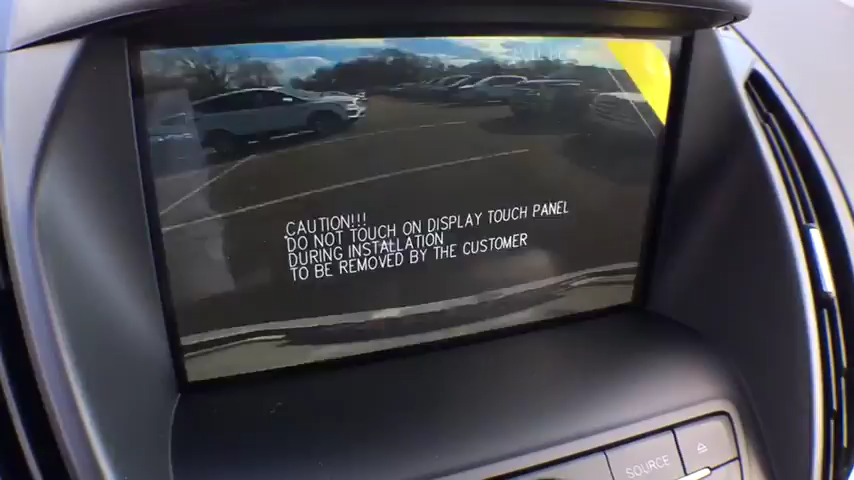 CAUTION!!!
DO NOT TOUCH ON DISPLAY TOUCH PANEL
DURING INSTALLATION
TO BE REMOVED BY THE CUSTOMER
SOURCE